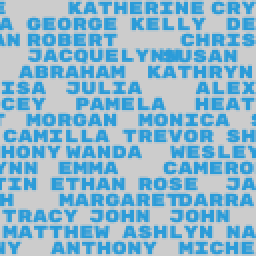 E KATHERINE CRY
A GEORGE KELLY DE
AN ROBERT CHRIS
JACQUELYN SUSAN
ABRAHAM KATHRYN
ISA JULIA ALEX
CEY PAMELA HEAT
T MORGAN MONICA S
CAMILLA TREVOR SH
HONY WANDA WESLEY
YNN EMMA CAMERO
TIN ETHAN ROSE JA
H MARGARET DARRA
TRACY JOHN JOHN
MATTHEW ASHLYN NA
NY ANTHONY MICHE